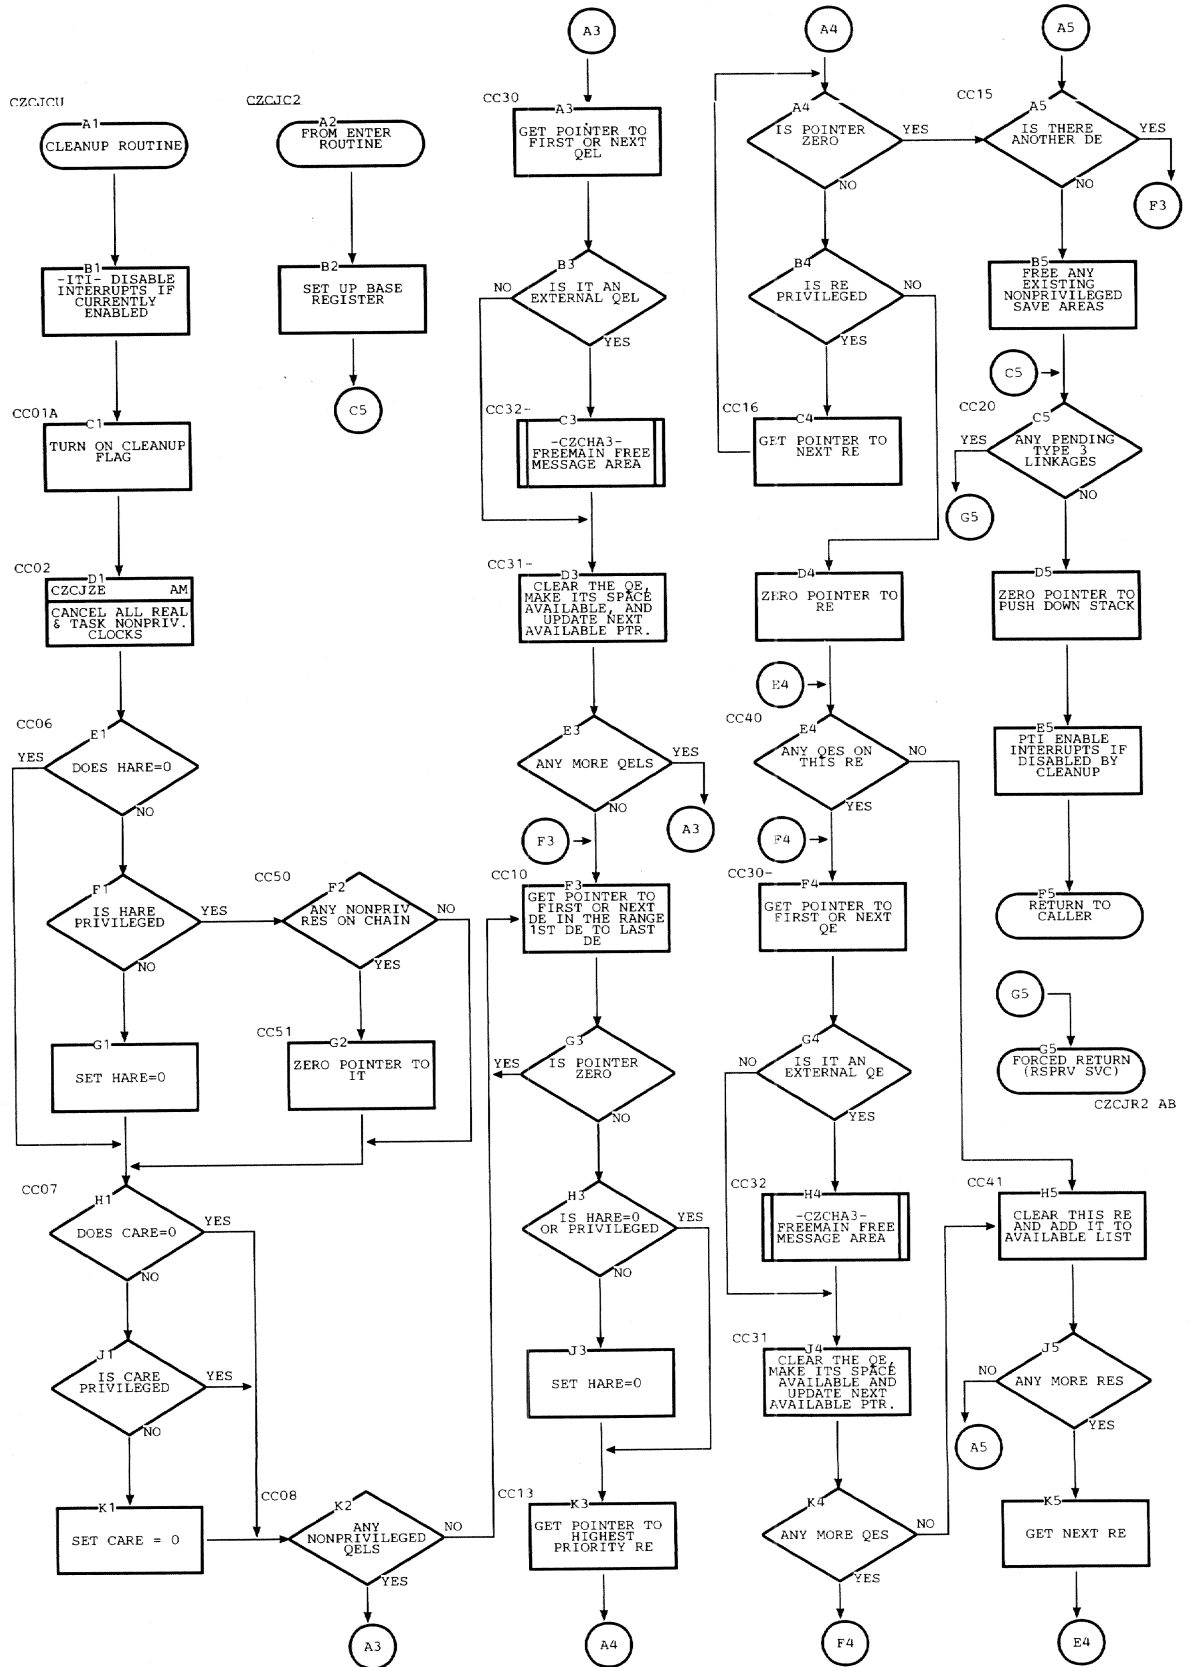 CZCJCU
A1
CLEANUP ROUTINE
B1
-ITI- DISABLE
INTERRUPTS IF
CURRENTLY
ENABLED
CC01A
C1
TURN ON CLEANUP
FLAG
CC02
D1
CZCJZE AM
CANCEL ALL REAL
& TASK NONPRIV.
CLOCKS
CC06
E1
YES
DOES HARE=0
NO
F1
IS HARE
PRIVILEGED
YES
NO
G1
SET HARE=0
CC07
H1
DOES CARE=0
YES
NO
J1
IS CARE
PRIVILEGED
YES
NO
K1
SET CARE = 0
CZCJC2
A2
FROM ENTER
ROUTINE
B2
SET UP BASE
REGISTER
C5
CC50
F2
ANY NONPRIV
RES ON CHAIN
NO
YES
CC51
G2
ZERO POINTER TO
IT
CC08
K2
ANY
NONPRIVILEGED
QELS
NO
YES
A3
A3
CC30
A3
GET POINTER TO
FIRST OR NEXT
QEL
B3
NO
IS IT AN
EXTERNAL QEL
YES
CC32-
C3
-CZCHA3-
FREEMAIN FREE
MESSAGE AREA
CC31-
D3
CLEAR THE QE,
MAKE ITS SPACE
AVAILABLE, AND
UPDATE NEXT
AVAILABLE PTR.
E3
ANY MORE QELS
YES
NO
A3
F3
CC10
F3
GET POINTER TO
FIRST OR NEXT
DE IN THE RANGE
1ST DE TO LAST
DE
G3
YES
IS POINTER
ZERO
NO
H3
IS HARE=0
OR PRIVILEGED
YES
NO
J3
SET HARE=0
CC13
K3
GET POINTER TO
HIGHEST
PRIORITY RE
A4
A4
A4
IS POINTER
ZERO
YES
NO
B4
IS RE
PRIVILEGED
NO
YES
CC16
C4
GET POINTER TO
NEXT RE
D4
ZERO POINTER TO
RE
E4
CC40
E4
ANY QES ON
THIS RE
NO
YES
F4
CC30-
F4
GET POINTER TO
FIRST OR NEXT
QE
G4
NO
IS IT AN
EXTERNAL QE
YES
CC32
H4
-CZCHA3-
FREEMAIN FREE
MESSAGE AREA
CC31
J4
CLEAR THE QE,
MAKE ITS SPACE
AVAILABLE AND
UPDATE NEXT
AVAILABLE PTR.
K4
ANY MORE QES
NO
YES
F4
A5
CC15
A5
IS THERE
ANOTHER DE
YES
NO
F3
B5
FREE ANY
EXISTING
NONPRIVILEGED
SAVE AREAS
C5
CC20
C5
YES
ANY PENDING
TYPE 3
LINKAGES
NO
G5
D5
ZERO POINTER TO
PUSH DOWN STACK
E5
PTI ENABLE
INTERRUPTS IF
DISABLED BY
CLEANUP
F5
RETURN TO
CALLER
G5
G5
FORCED RETURN
(RSPRV SVC)
CZCJR2 AB
CC41
H5
CLEAR THIS RE
AND ADD IT TO
AVAILABLE LIST
J5
NO
ANY MORE RES
YES
A5
K5
GET NEXT RE
E4